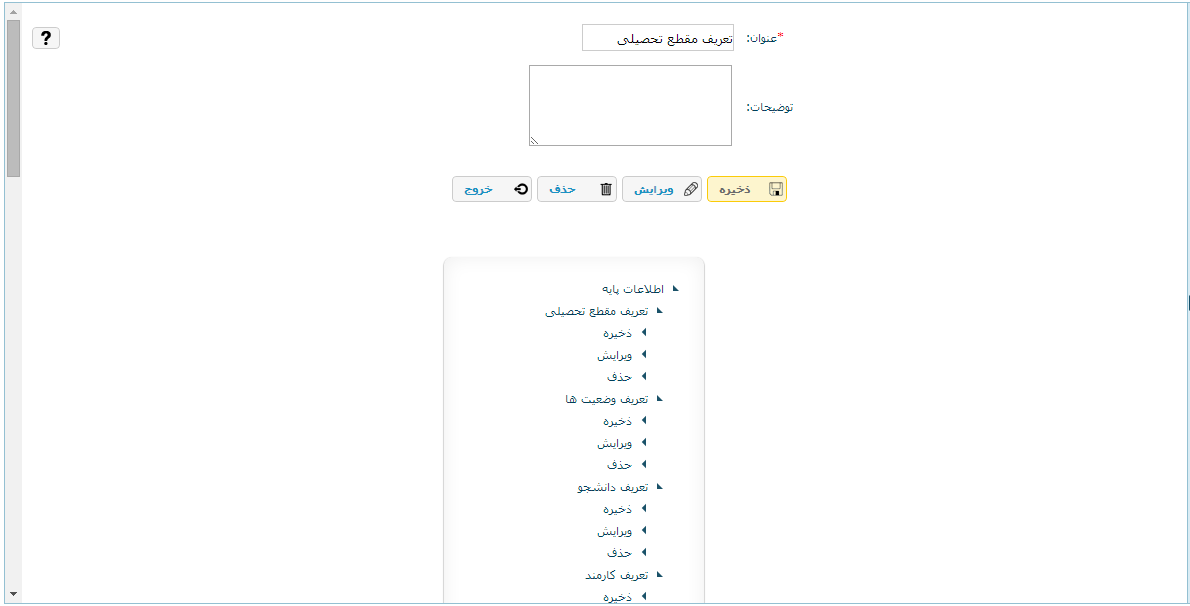 ?
*عنوان: تعریف مقطع تحصیلی
توضیحات:
ذخیره ویرایش حذف خروج
اطلاعات پایه
تعریف مقطع تحصیلی
ذخیره
ویرایش
حذف
تعریف وضعیت ها
ذخیره
ویرایش
حذف
تعریف دانشجو
ذخیره
ویرایش
حذف
تعریف کارمند
ذخیره